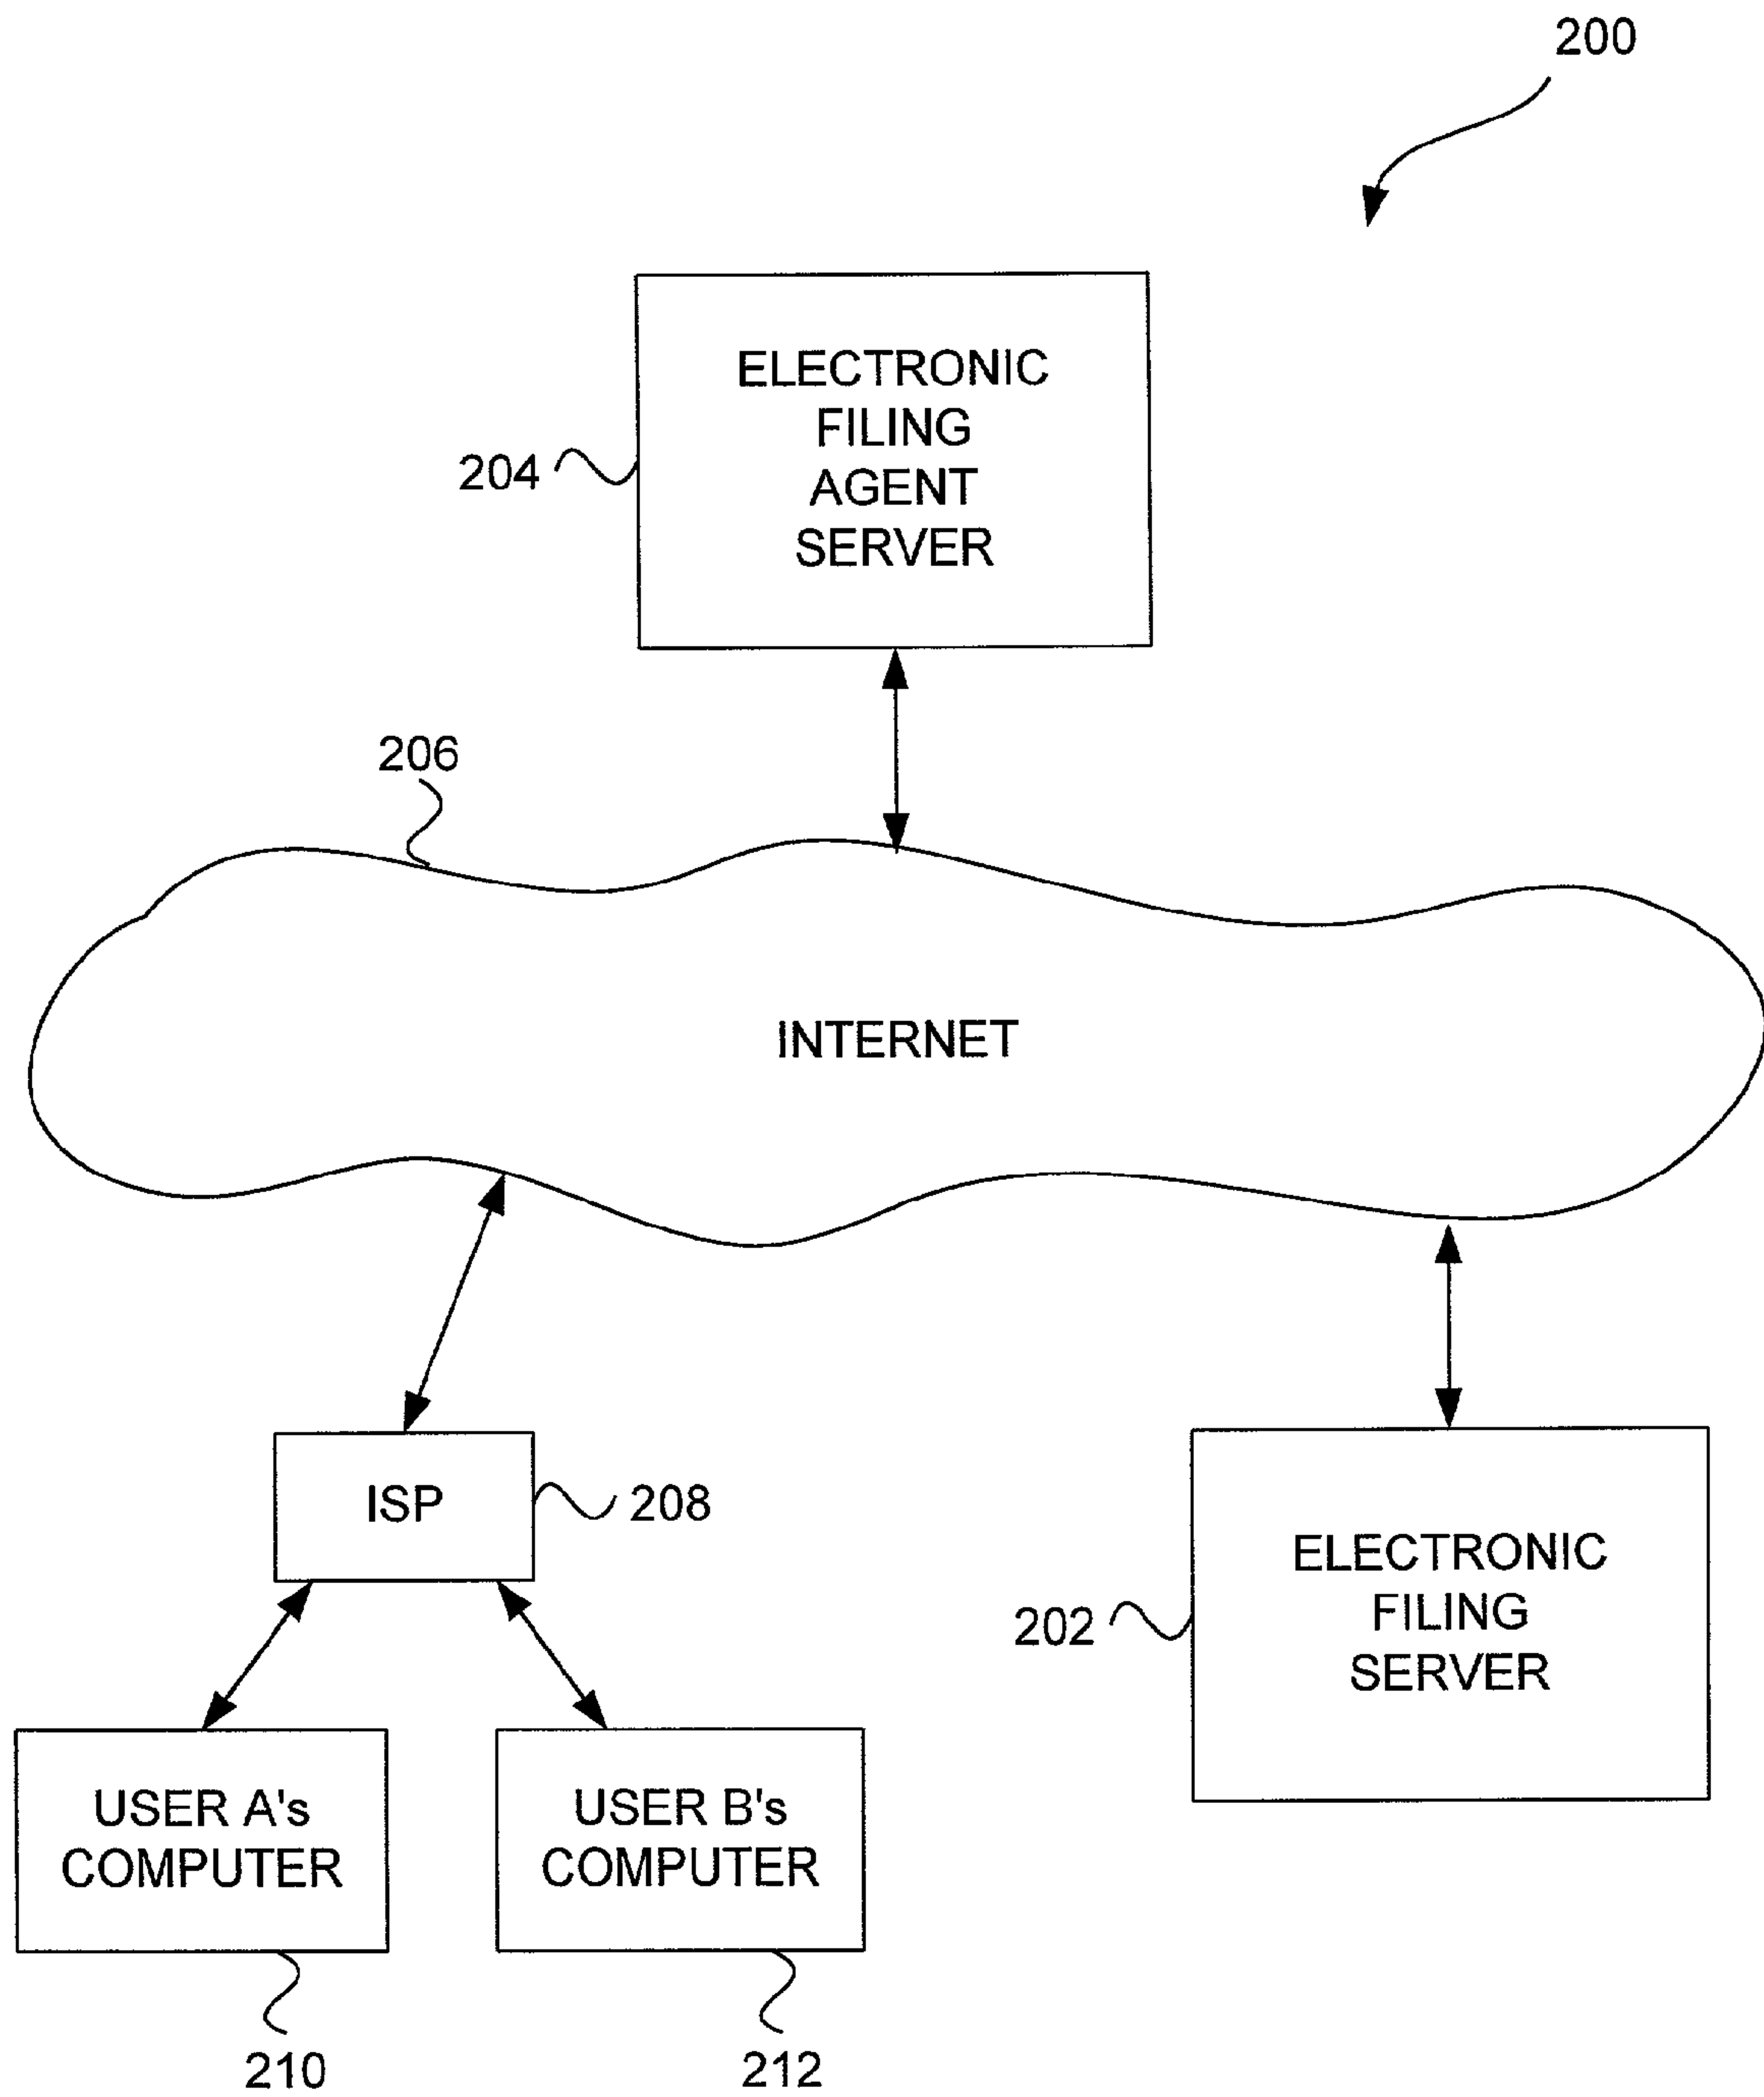 200
ELECTRONIC
FILING
AGENT
SERVER
204
206
INTERNET
ISP
208
ELECTRONIC
FILING
SERVER
202
USER A's
COMPUTER
USER B's
COMPUTER
210
212